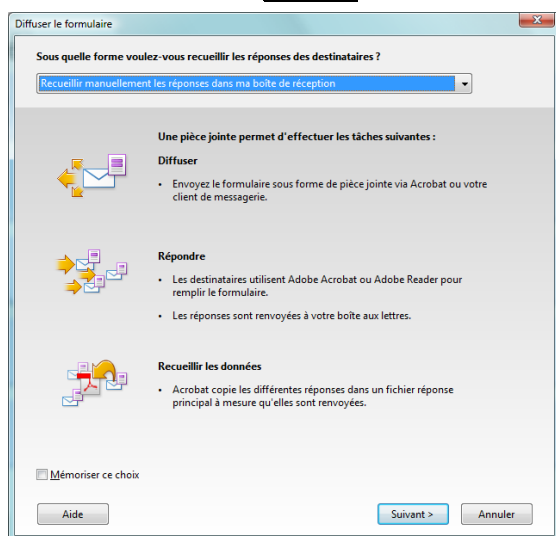 Diffuser le formulaire
Sous quelle forme voulez-vous recueillir les réponses des destinataires ?
Recueillir manuellement les réponses dans ma boîte de réception
Une pièce jointe permet d'effectuer les tâches suivantes :
Diffuser
• Envoyez le formulaire sous forme de pièce jointe via Acrobat ou votre
client de messagerie.
Répondre
• Les destinataires utilisent Adobe Acrobat ou Adobe Reader pour
remplir le formulaire.
• Les réponses sont renvoyées à votre boîte aux lettres.
Recueillir les données
• Acrobat copie les différentes réponses dans un fichier réponse
principal à mesure qu'elles sont renvoyées.
Mémoriser ce choix
Aide
Suivant >
Annuler